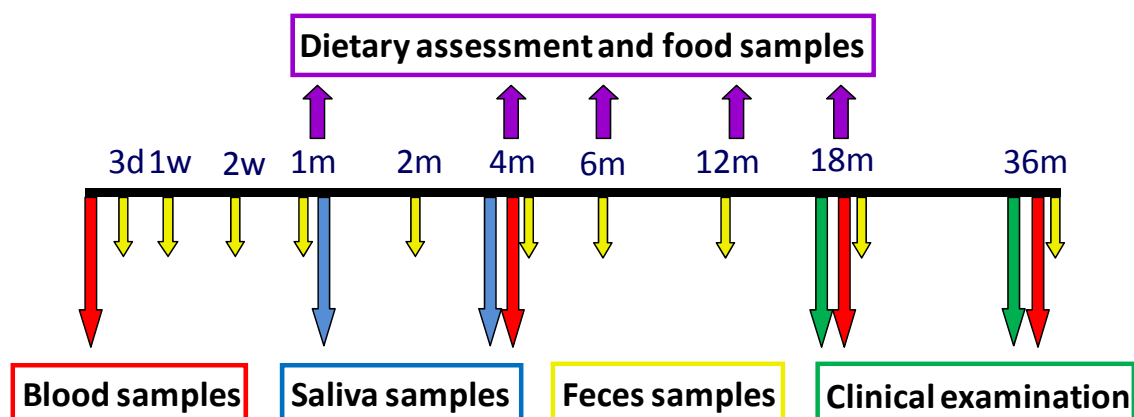 Dietary assessment and food samples
3d 1w 2w 1m 2m 4m 6m 12m 18m 36m
Blood samples Saliva samples Feces samples Clinical examination